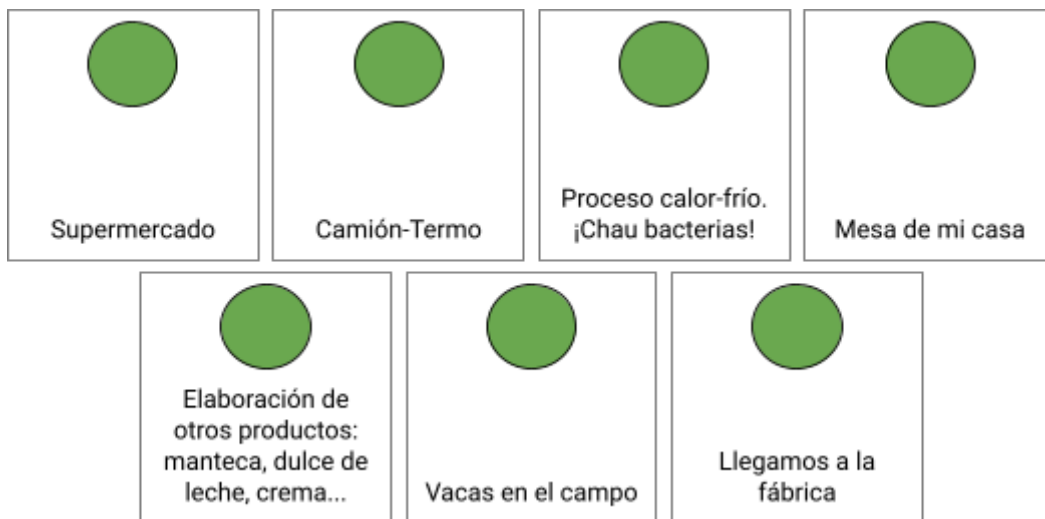 Supermercado
Camión-Termo
Proceso calor-frío.
¡Chau bacterias!
Mesa de mi casa
Elaboración de
otros productos:
manteca, dulce de
leche, crema...
Vacas en el campo
Llegamos a la
fábrica